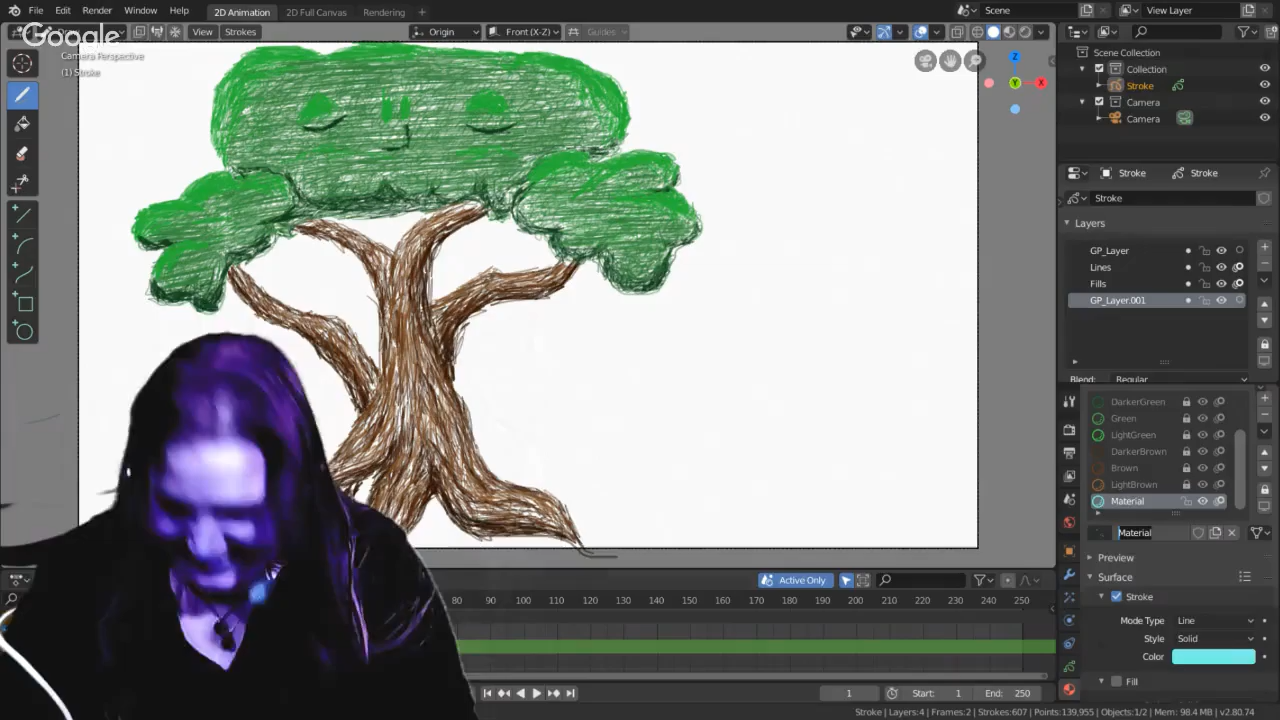 File Edit Render Window Help 2D Animation 2D Full Canvas Rendering + Scene View Layer
Google
View Strokes Origin Front (X-Z) Guides
Camera Perspective
(1) Stroke
Z
Y
X
Scene Collection
Collection
Stroke
Camera
Camera
Stroke Stroke
Stroke
Layers
GP_Layer
Lines
Fills
GP_Layer.001
Blend: Regular
DarkerGreen
Green
LightGreen
DarkerBrown
Brown
LightBrown
Material
Material
Preview
Surface
Stroke
Mode Type Line
Style Solid
Color
Fill
Active Only
80 90 100 110 120 130 140 150 160 170 180 190 200 210 220 230 240 250
1 Start: 1 End: 250
Stroke | Layers:4 | Frames:2 | Strokes:607 | Points:139,955 | Objects:1/2 | Mem: 98.4 MB | v2.80.74